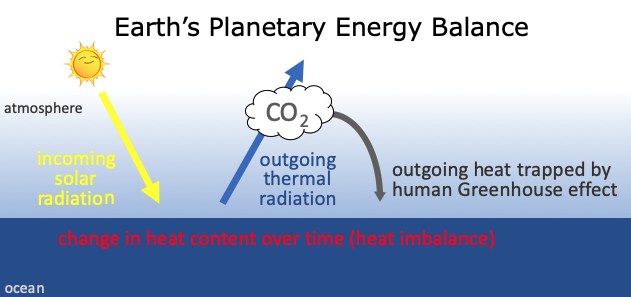 Earth's Planetary Energy Balance
atmosphere
CO₂
incoming
solar
radiation
outgoing
thermal
radiation
outgoing heat trapped by
human Greenhouse effect
change in heat content over time (heat imbalance)
ocean